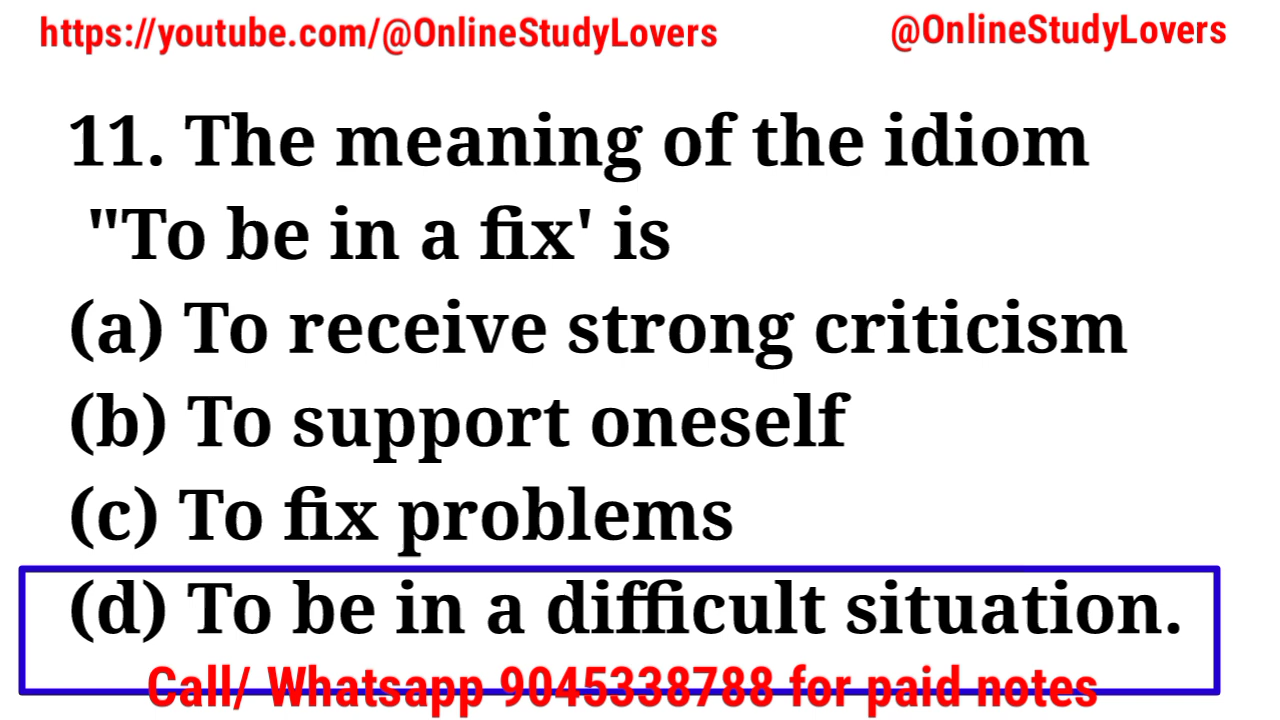 https://youtube.com/@OnlineStudyLovers @OnlineStudyLovers
11. The meaning of the idiom
"To be in a fix' is
(a) To receive strong criticism
(b) To support oneself
(c) To fix problems
(d) To be in a difficult situation.
Call/ Whatsapp 9045338788 for paid notes